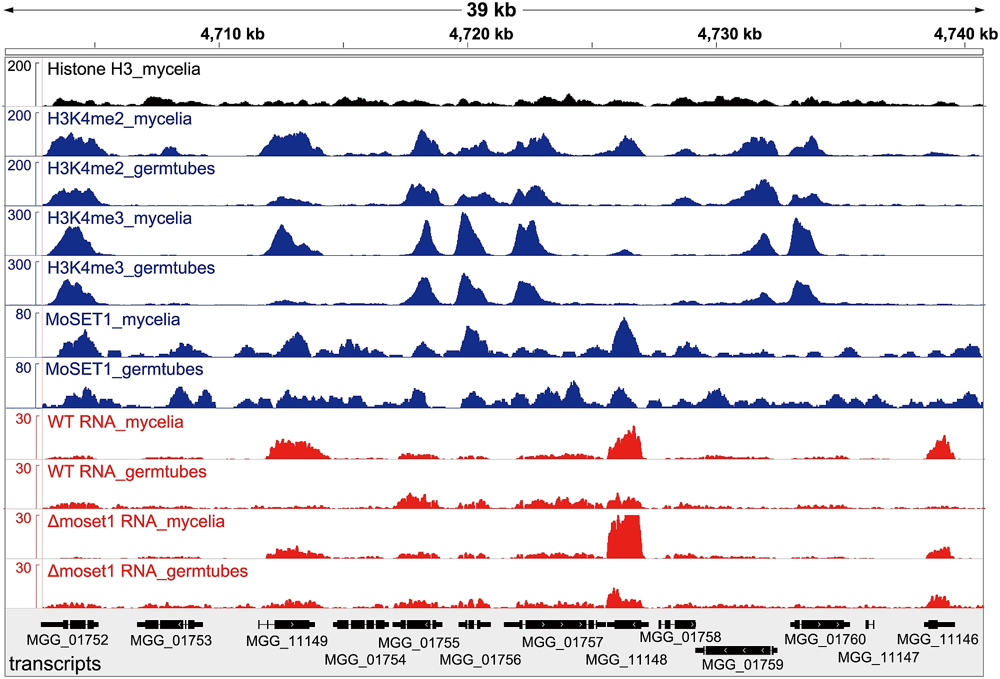 39 kb
4,710 kb 4,720 kb 4,730 kb 4,740 kb
200 Histone H3_mycelia
200 H3K4me2_mycelia
200 H3K4me2_germtubes
300 H3K4me3_mycelia
300 H3K4me3_germtubes
80 MoSET1_mycelia
80 MoSET1_germtubes
30 WT RNA_mycelia
30 WT RNA_germtubes
30 Δmoset1 RNA_mycelia
30 Δmoset1 RNA_germtubes
MGG_01752 MGG_01753 MGG_11149 MGG_01755 MGG_01757 MGG_01758 MGG_01760 MGG_11146
MGG_01754 MGG_01756 MGG_11148 MGG_01759 MGG_11147
transcripts